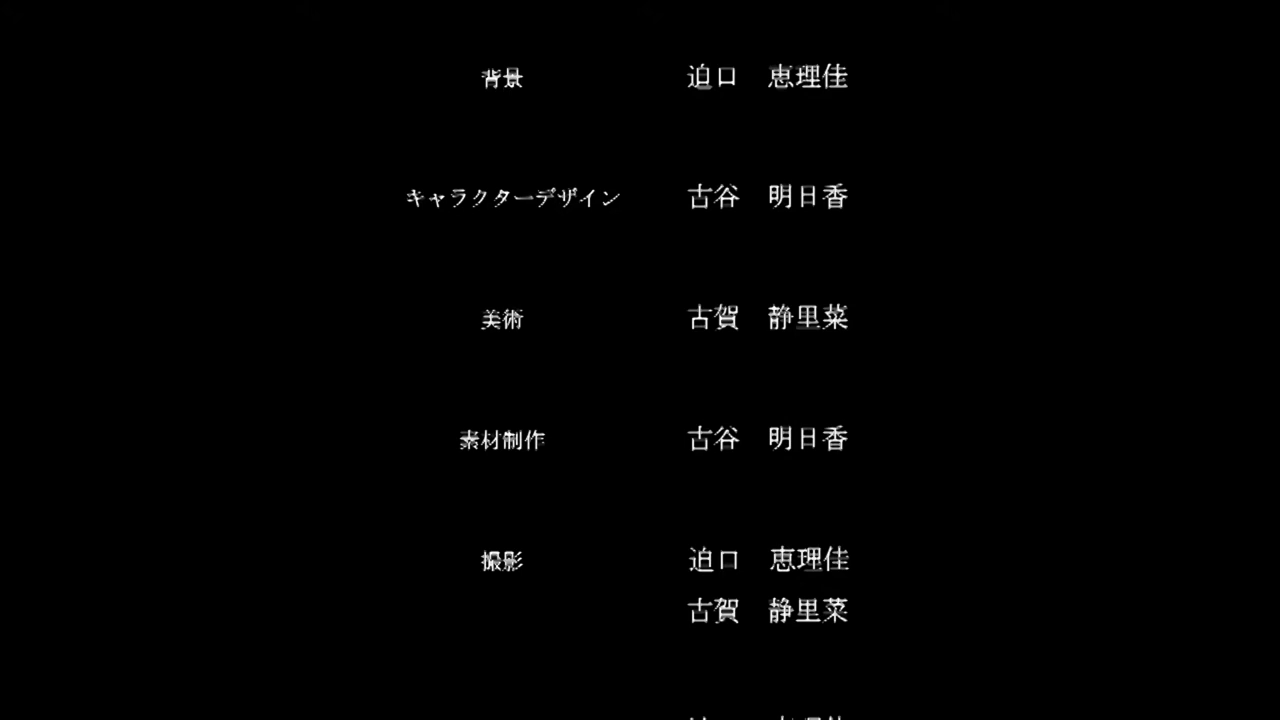 背景　迫口　恵理佳
キャラクターデザイン　古谷　明日香
美術　古賀　静里菜
素材制作　古谷　明日香
撮影　迫口　恵理佳
古賀　静里菜